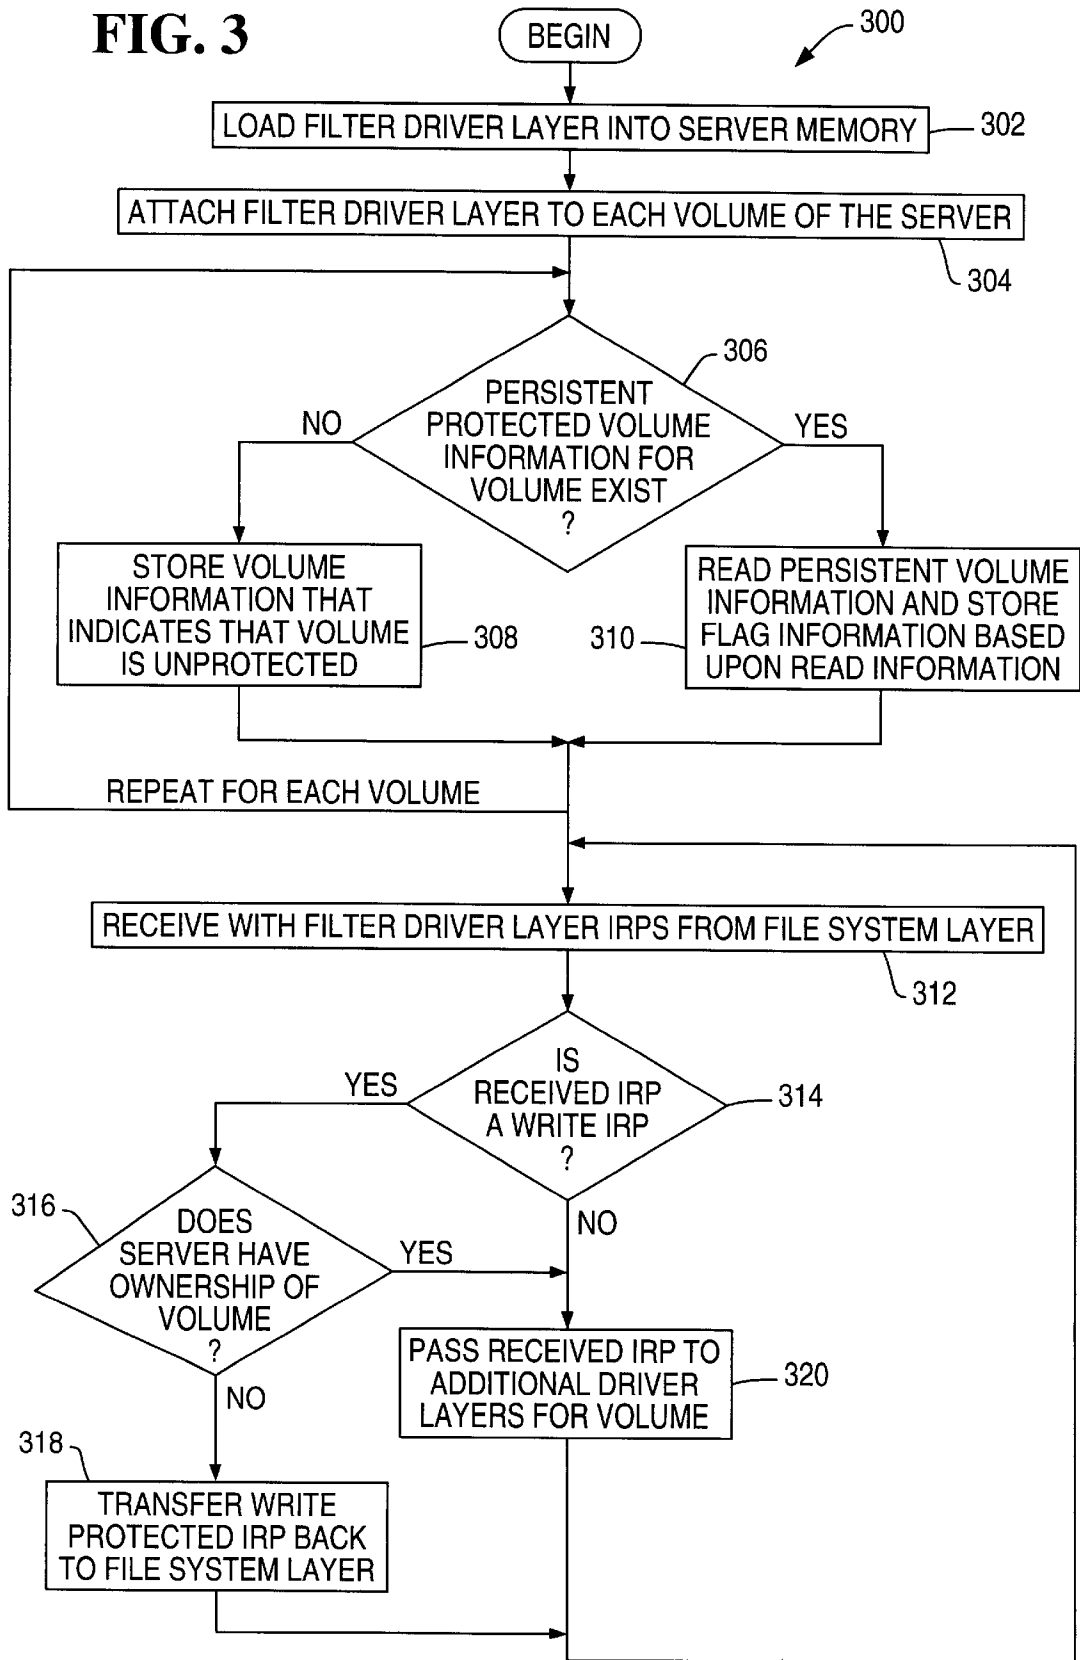 FIG. 3
BEGIN
300
LOAD FILTER DRIVER LAYER INTO SERVER MEMORY
302
ATTACH FILTER DRIVER LAYER TO EACH VOLUME OF THE SERVER
304
306
PERSISTENT
PROTECTED VOLUME
INFORMATION FOR
VOLUME EXIST
?
NO
YES
STORE VOLUME
INFORMATION THAT
INDICATES THAT VOLUME
IS UNPROTECTED
308
310
READ PERSISTENT VOLUME
INFORMATION AND STORE
FLAG INFORMATION BASED
UPON READ INFORMATION
REPEAT FOR EACH VOLUME
RECEIVE WITH FILTER DRIVER LAYER IRPS FROM FILE SYSTEM LAYER
312
IS
RECEIVED IRP
A WRITE IRP
?
314
YES
NO
316
DOES
SERVER HAVE
OWNERSHIP OF
VOLUME
?
YES
NO
PASS RECEIVED IRP TO
ADDITIONAL DRIVER
LAYERS FOR VOLUME
320
318
TRANSFER WRITE
PROTECTED IRP BACK
TO FILE SYSTEM LAYER